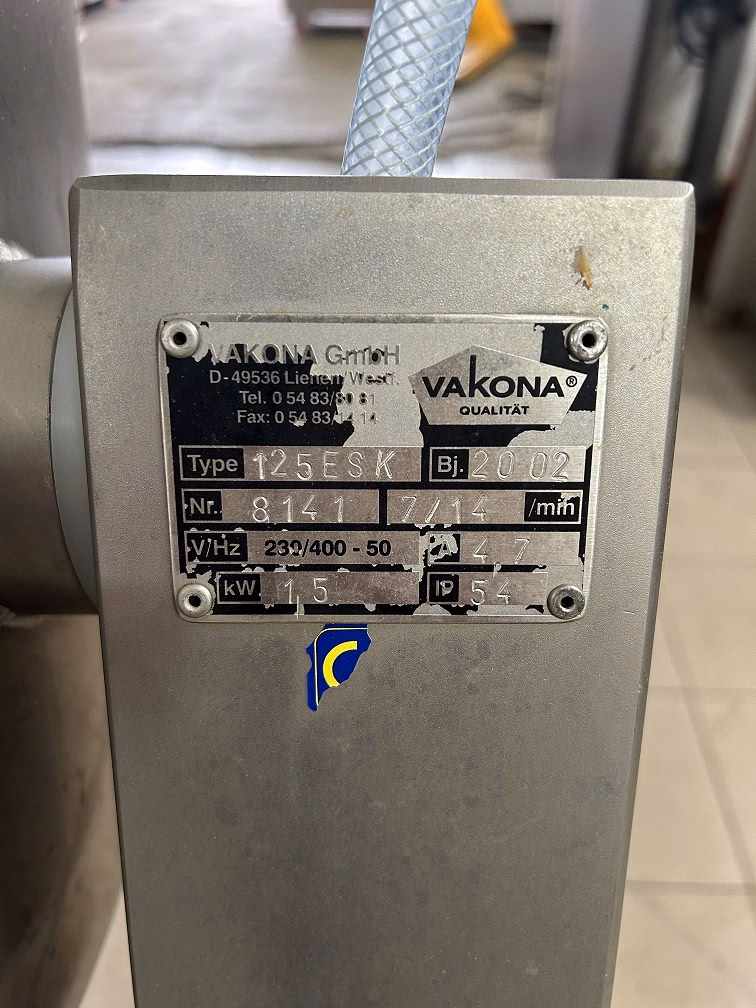 VAKONA GmbH
D-49536 Lienen/Westf.
Tel. 0 54 83/80 81
Fax: 0 54 83/14 14
VAKONA®
QUALITÄT
Type 125ESK Bj. 2002
Nr. 8141 7/14 /min
V/Hz 230/400 - 50 A 4 7
kW 1,5 IP 54